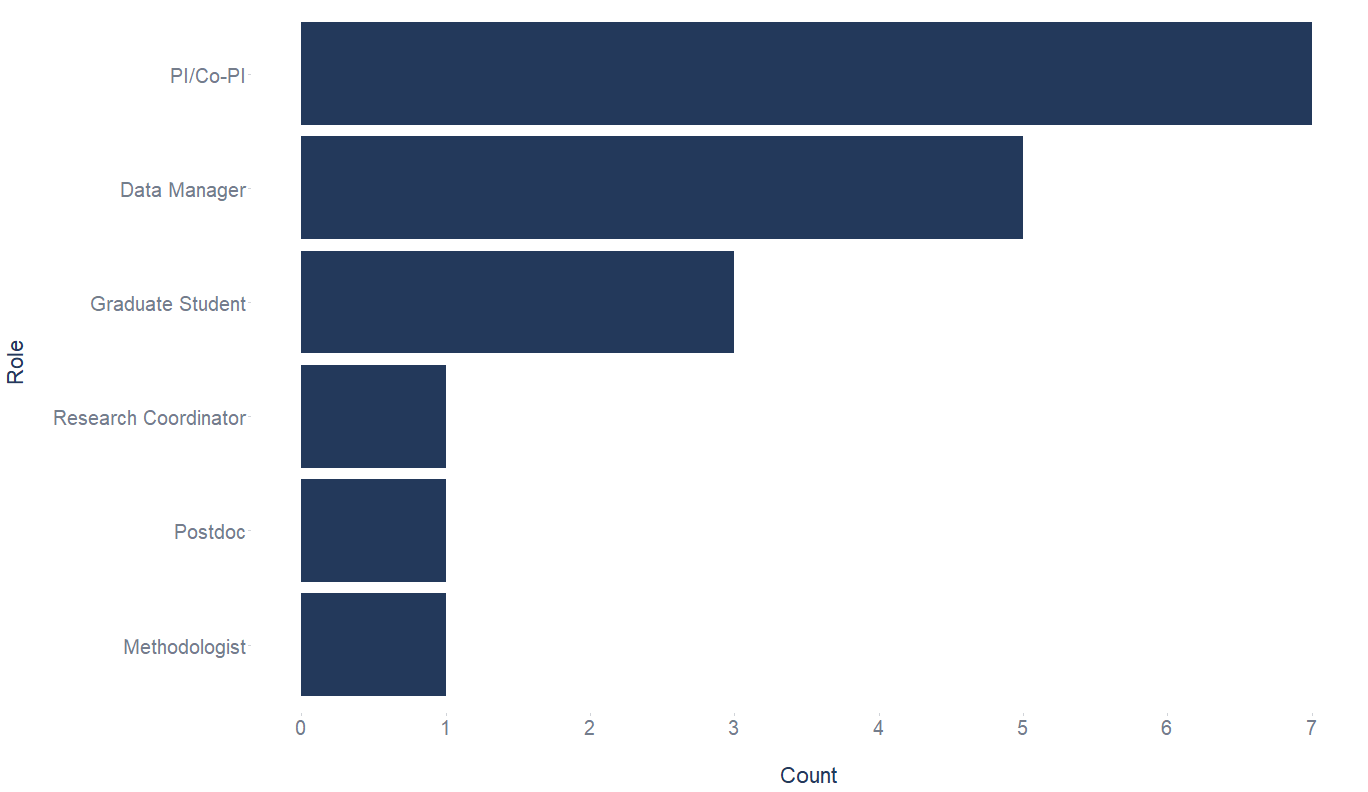 PI/Co-PI
Data Manager
Graduate Student
Research Coordinator
Postdoc
Methodologist
Role
0 1 2 3 4 5 6 7
Count